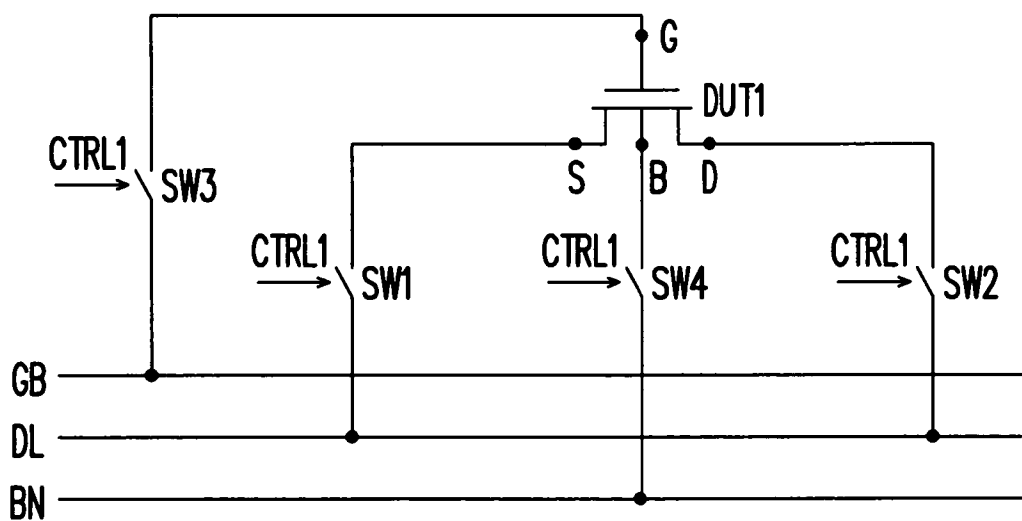 G
DUT1
S
B
D
CTRL1
SW3
CTRL1
SW1
CTRL1
SW4
CTRL1
SW2
GB
DL
BN